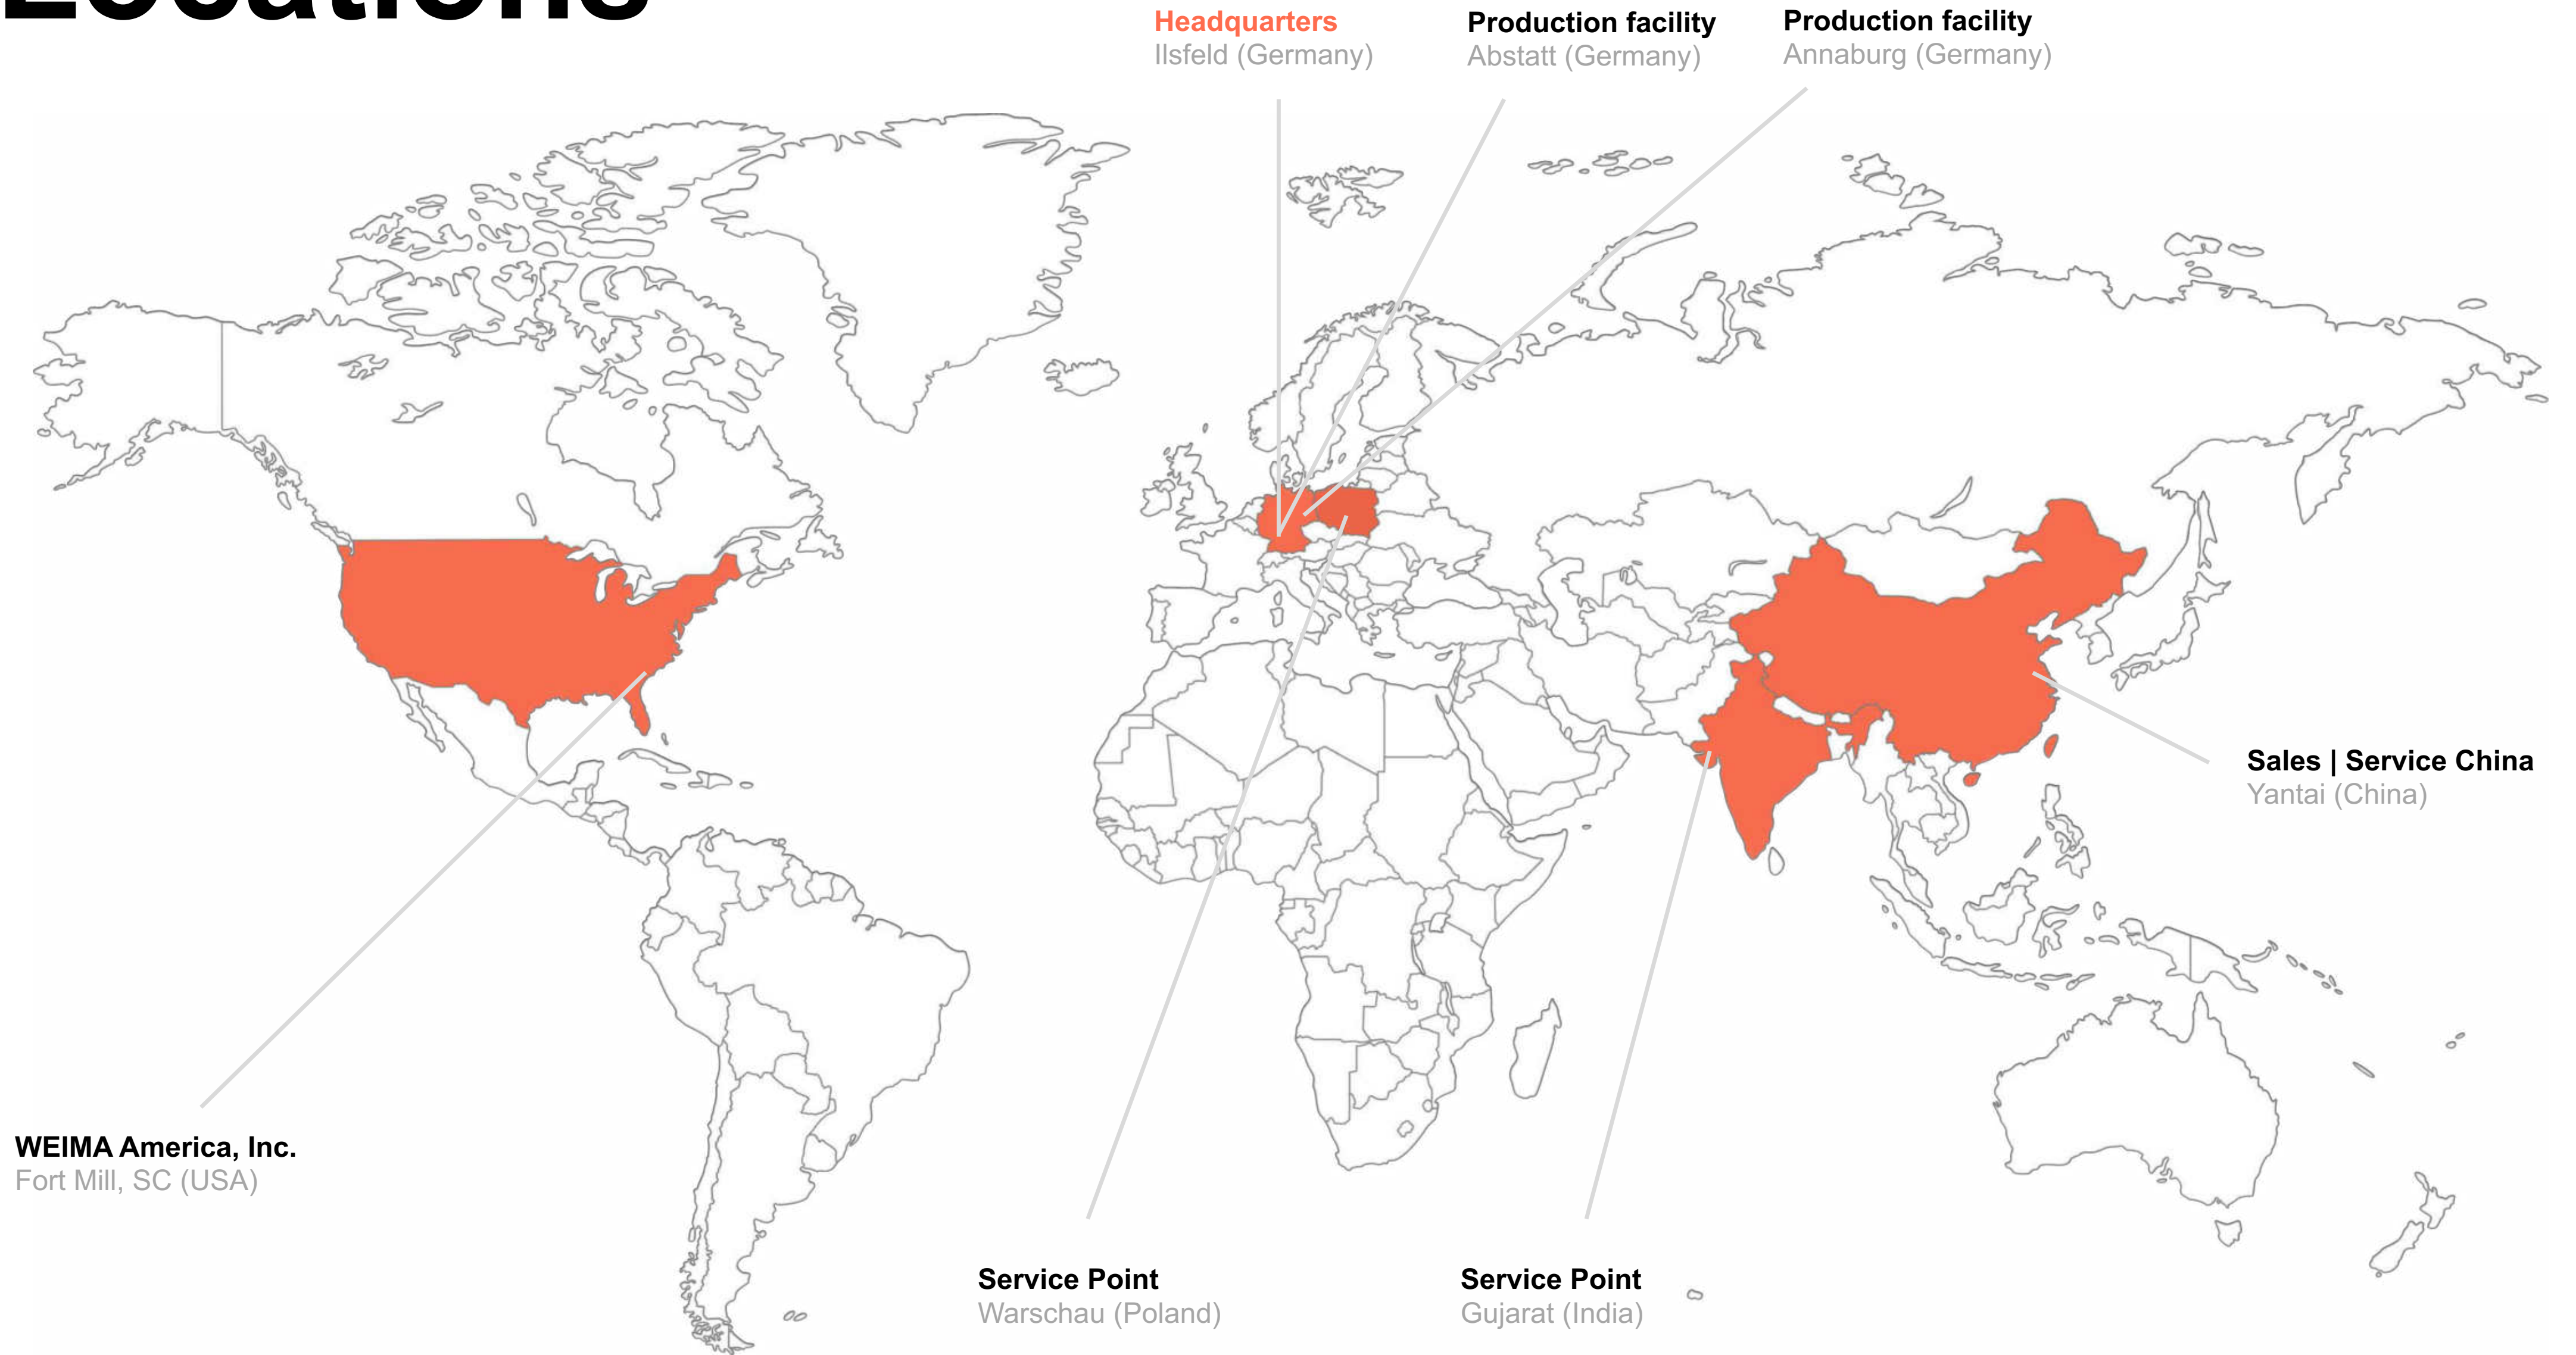 Locations
Headquarters
Ilsfeld (Germany)
Production facility
Abstatt (Germany)
Production facility
Annaburg (Germany)
Sales | Service China
Yantai (China)
WEIMA America, Inc.
Fort Mill, SC (USA)
Service Point
Warschau (Poland)
Service Point
Gujarat (India)